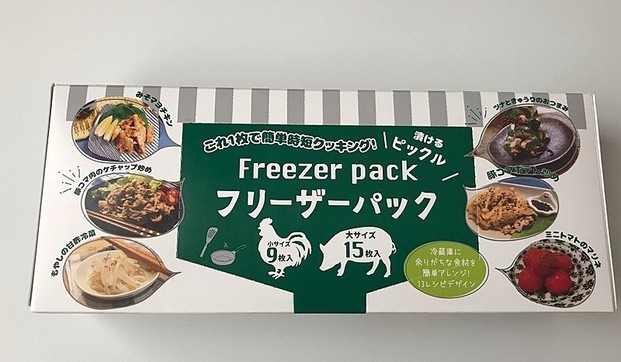 みそマヨチキン
豚コマ肉のケチャップ炒め
もやしの甘酢冷菜
これ1枚で簡単時短クッキング!
漬ける
ピックル
Freezer pack
フリーザーパック
小サイズ
9枚入
大サイズ
15枚入
冷蔵庫に
余りがちな食材を
簡単アレンジ!
13レシピデザイン
ツナときゅうりのおつまみ
ミニトマトのマリネ